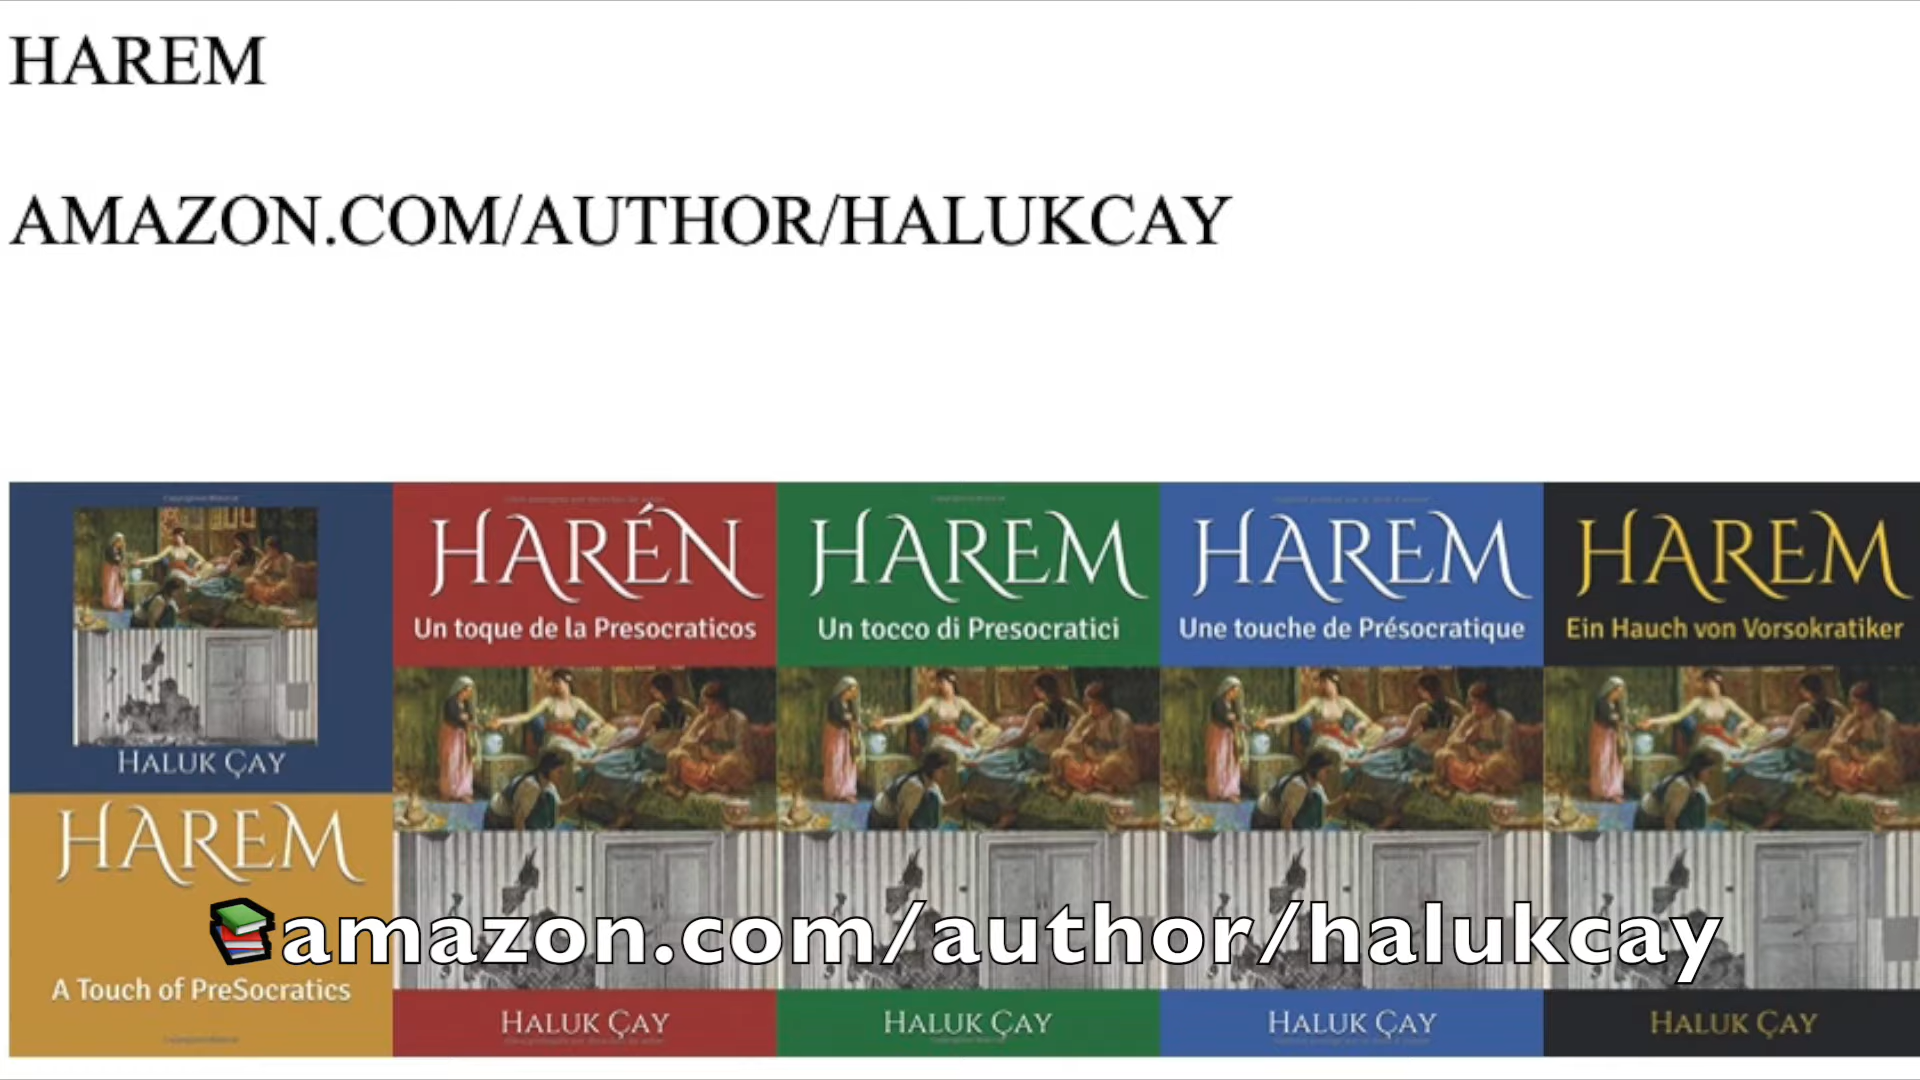 HAREM
AMAZON.COM/AUTHOR/HALUKCAY
HALUK ÇAY
HAREM
A Touch of PreSocratics
HARÉN
Un toque de la Presocraticos
HALUK ÇAY
HAREM
Un tocco di Presocratici
HALUK ÇAY
HAREM
Une touche de Présocratique
HALUK ÇAY
HAREM
Ein Hauch von Vorsokratiker
HALUK ÇAY
📚amazon.com/author/halukcay